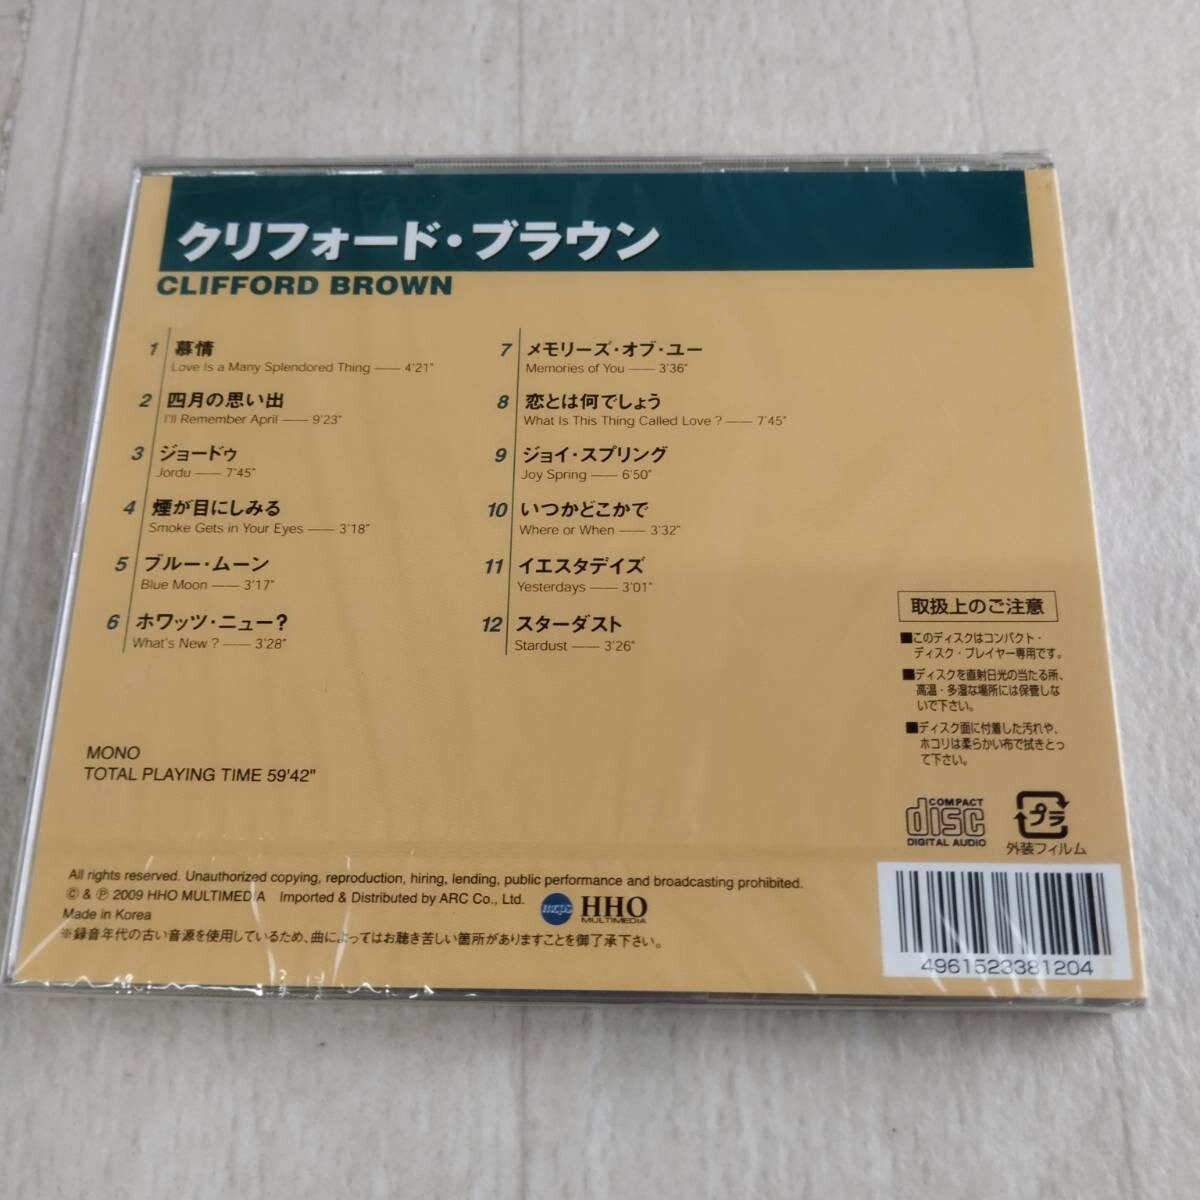 クリフォード・ブラウン
CLIFFORD BROWN
1 慕情
Love Is a Many Splendored Thing —— 4'21"
2 四月の思い出
I'll Remember April —— 9'23"
3 ジョードゥ
Jordu —— 7'45"
4 煙が目にしみる
Smoke Gets in Your Eyes —— 3'18"
5 ブルー・ムーン
Blue Moon —— 3'17"
6 ホワッツ・ニュー?
What's New ? —— 3'28"
7 メモリーズ・オブ・ユー
Memories of You —— 3'36"
8 恋とは何でしょう
What Is This Thing Called Love ? —— 7'45"
9 ジョイ・スプリング
Joy Spring —— 6'50"
10 いつかどこかで
Where or When —— 3'32"
11 イエスタデイズ
Yesterdays —— 3'01"
12 スターダスト
Stardust —— 3'26"
MONO
TOTAL PLAYING TIME 59'42"
取扱上のご注意
■このディスクはコンパクト・
ディスク・プレイヤー専用です。
■ディスクを直射日光の当たる所、
高温・多湿な場所には保管しな
いで下さい。
■ディスク面に付着した汚れや、
ホコリは柔らかい布で拭きとっ
て下さい。
COMPACT
disc
DIGITAL AUDIO
プラ
外装フィルム
All rights reserved. Unauthorized copying, reproduction, hiring, lending, public performance and broadcasting prohibited.
© & ℗ 2009 HHO MULTIMEDIA Imported & Distributed by ARC Co., Ltd.
mcps
HHO
MULTIMEDIA
Made in Korea
※録音年代の古い音源を使用しているため、曲によってはお聴き苦しい箇所がありますことを御了承下さい。
4961523381204